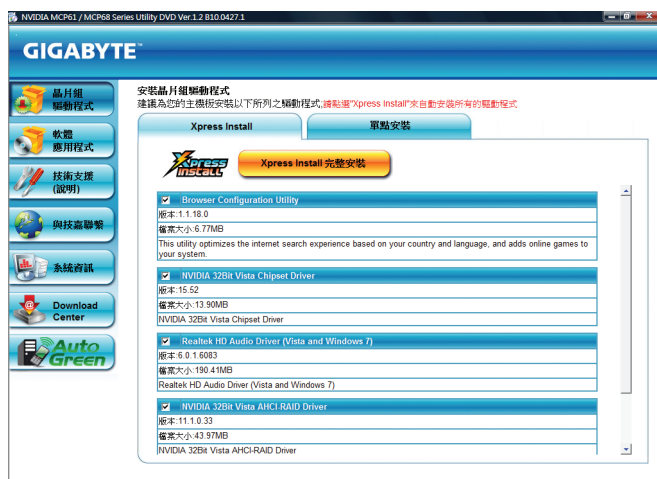 NVIDIA MCP61 / MCP68 Series Utility DVD Ver.1.2 B10.0427.1
GIGABYTE™
晶片組
驅動程式
軟體
應用程式
技術支援
(說明)
與技嘉聯繫
系統資訊
Download
Center
Auto
Green
安裝晶片組驅動程式
建議為您的主機板安裝以下所列之驅動程式,請點選"Xpress Install"來自動安裝所有的驅動程式
Xpress Install
單點安裝
Xpress
INSTALL
Xpress Install 完整安裝
Browser Configuration Utility
版本:1.1.18.0
檔案大小:6.77MB
This utility optimizes the internet search experience based on your country and language, and adds online games to
your system.
NVIDIA 32Bit Vista Chipset Driver
版本:15.52
檔案大小:13.90MB
NVIDIA 32Bit Vista Chipset Driver
Realtek HD Audio Driver (Vista and Windows 7)
版本:6.0.1.6083
檔案大小:190.41MB
Realtek HD Audio Driver (Vista and Windows 7)
NVIDIA 32Bit Vista AHCI-RAID Driver
版本:11.1.0.33
檔案大小:43.97MB
NVIDIA 32Bit Vista AHCI-RAID Driver